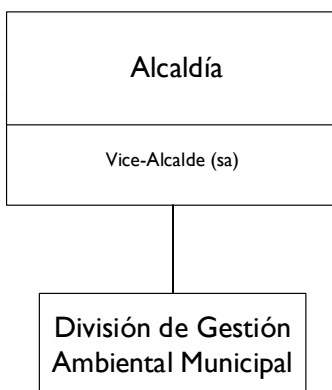 Alcaldía
Vice-Alcalde (sa)
División de Gestión
Ambiental Municipal